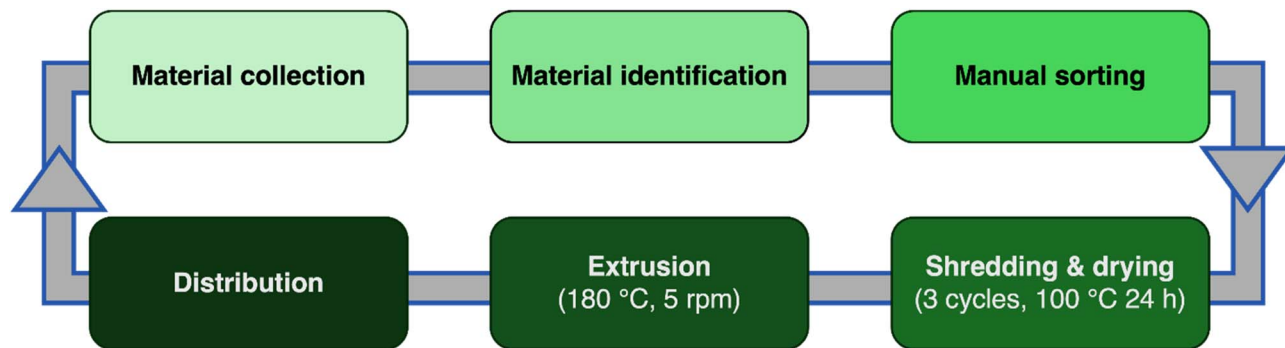 Material collection
Material identification
Manual sorting
Distribution
Extrusion
(180 °C, 5 rpm)
Shredding & drying
(3 cycles, 100 °C 24 h)